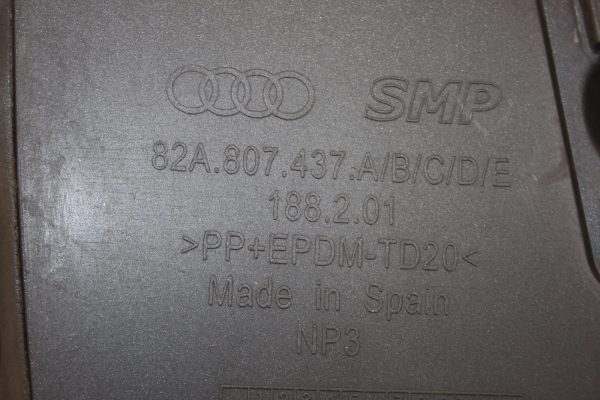 SMP
82A.807.437.A/B/C/D/E
188.2.01
>PP+EPDM-TD20<
Made in Spain
NP3